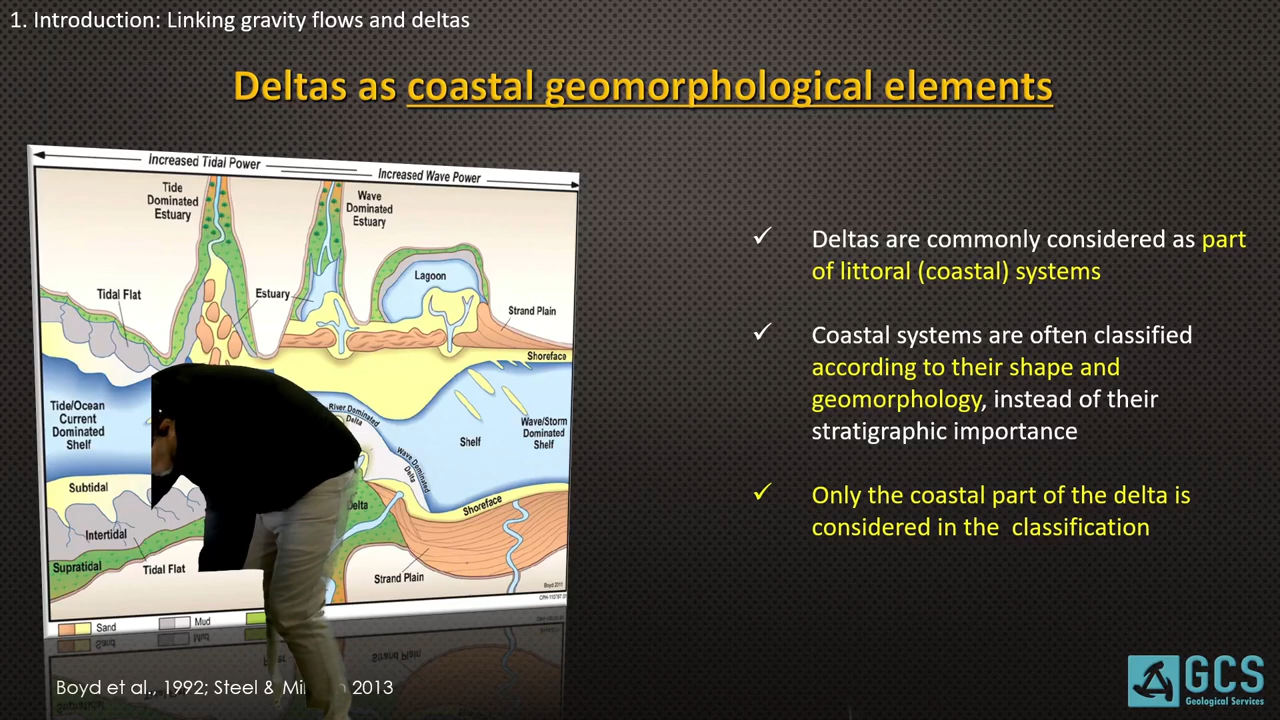 1. Introduction: Linking gravity flows and deltas
Deltas as coastal geomorphological elements
Increased Tidal Power
Increased Wave Power
Tide
Dominated
Estuary
Wave
Dominated
Estuary
Lagoon
Tidal Flat
Estuary
Strand Plain
Shoreface
Tide/Ocean
Current
Dominated
Shelf
River Dominated
Delta
Wave Dominated
Delta
Shelf
Wave/Storm
Dominated
Shelf
Subtidal
Intertidal
Supratidal
Tidal Flat
Delta
Shoreface
Strand Plain
Boyd 2011
Sand
Mud
Boyd et al., 1992; Steel & 2013
✓ Deltas are commonly considered as part
of littoral (coastal) systems
✓ Coastal systems are often classified
according to their shape and
geomorphology, instead of their
stratigraphic importance
✓ Only the coastal part of the delta is
considered in the classification
GCS
Geological Services